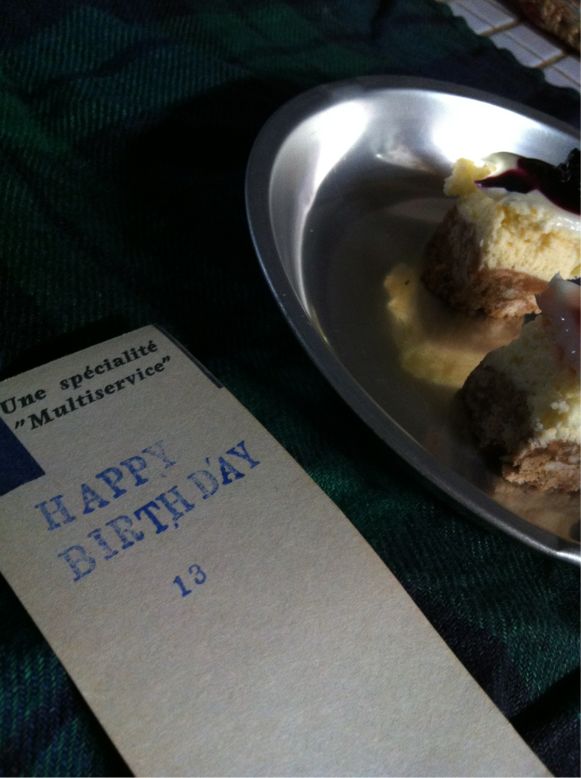 Une spécialité
"Multiservice"
HAPPY
BIRTHDAY
13